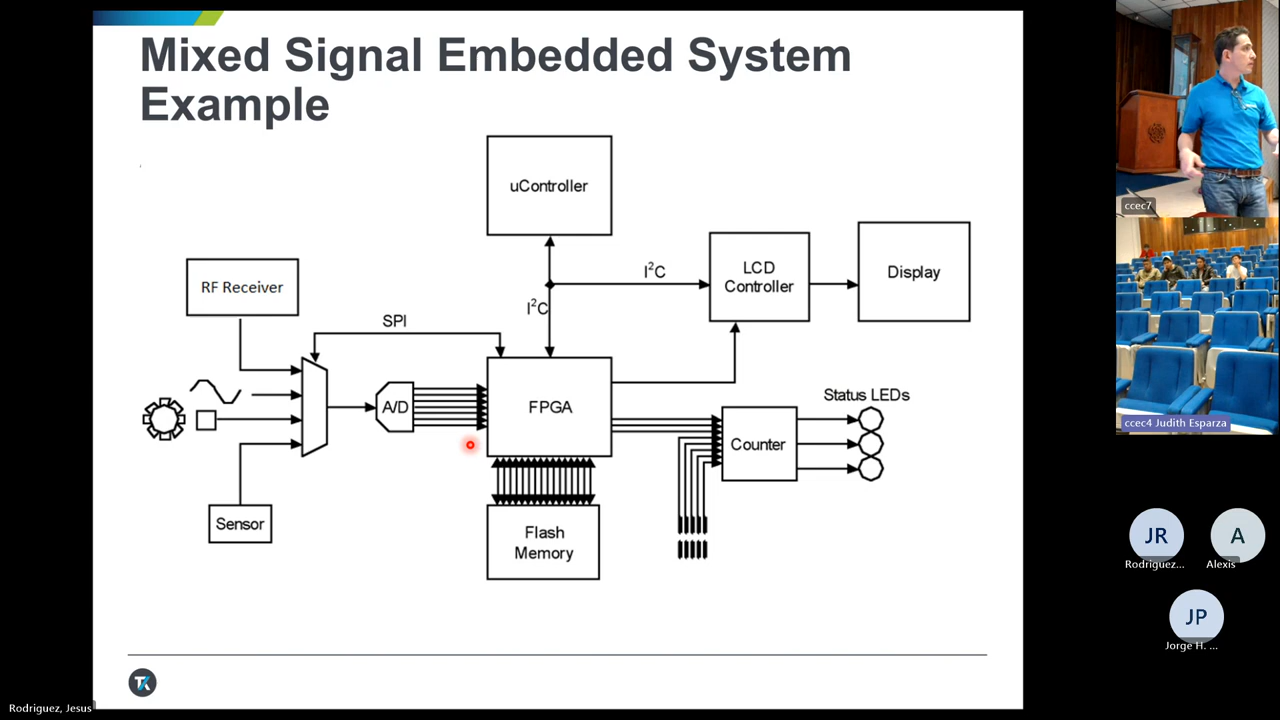 Mixed Signal Embedded System
Example
uController
RF Receiver
SPI
I²C
I²C
LCD
Controller
Display
A/D
FPGA
Status LEDs
Counter
Sensor
Flash
Memory
ccec7
ccec4 Judith Esparza
JR
Rodriguez...
A
Alexis
JP
Jorge H. ...
Rodriguez, Jesus